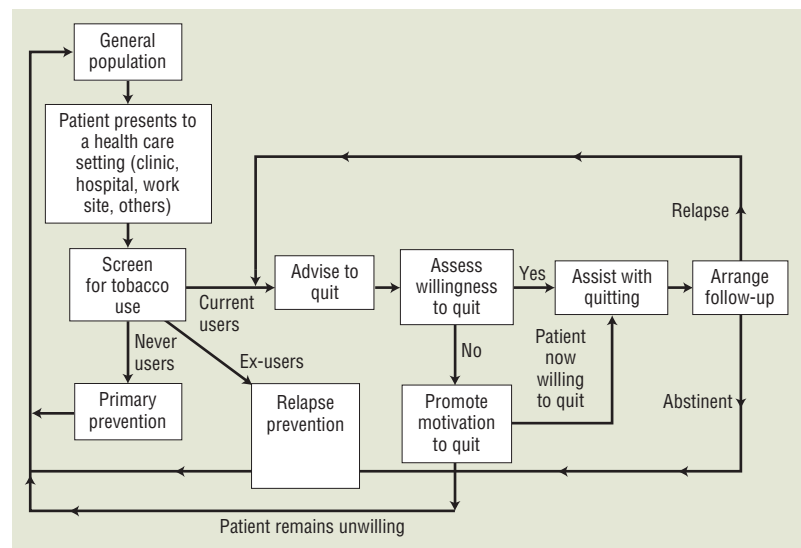 General
population
Patient presents to
a health care
setting (clinic,
hospital, work
site, others)
Relapse
Screen
for tobacco
use
Current
users
Advise to
quit
Assess
willingness
to quit
Yes
Assist with
quitting
Arrange
follow-up
Never
users
Ex-users
No
Patient
now
willing
to quit
Abstinent
Primary
prevention
Relapse
prevention
Promote
motivation
to quit
Patient remains unwilling